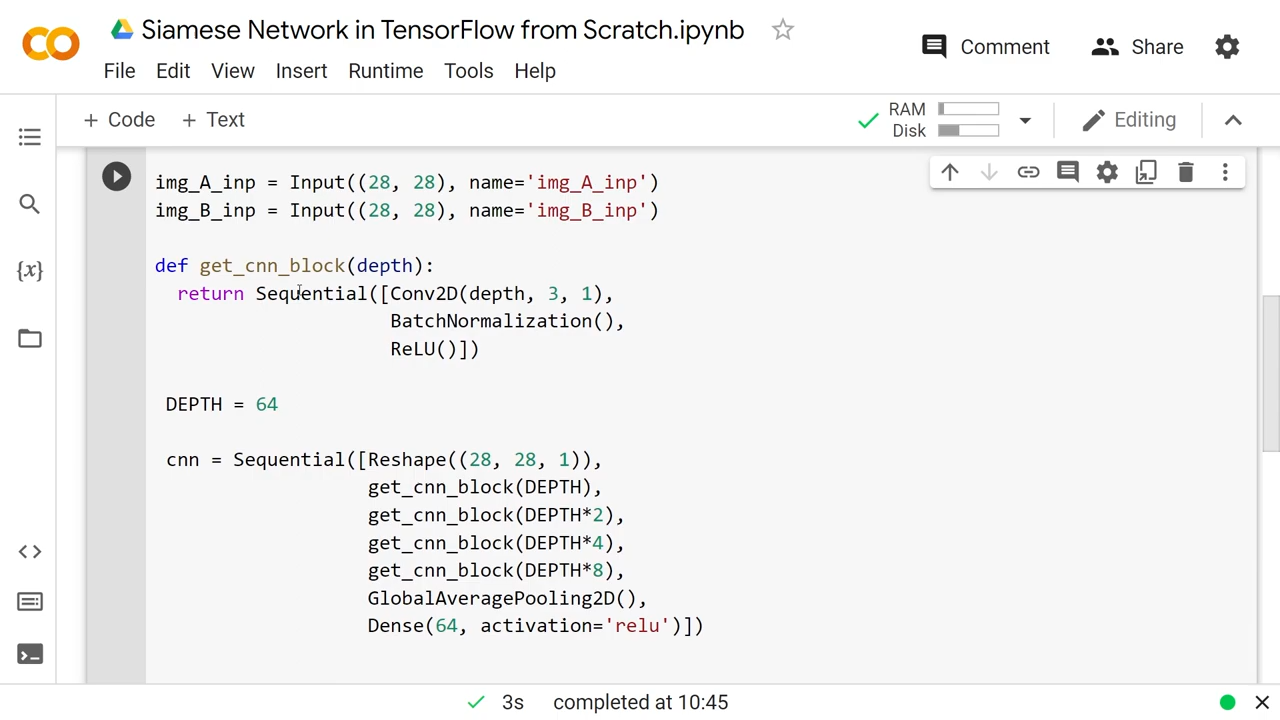 Siamese Network in TensorFlow from Scratch.ipynb
Comment
Share
File Edit View Insert Runtime Tools Help
+ Code + Text
RAM
Disk
Editing
img_A_inp = Input((28, 28), name='img_A_inp')
img_B_inp = Input((28, 28), name='img_B_inp')
def get_cnn_block(depth):
return Sequential([Conv2D(depth, 3, 1),
BatchNormalization(),
ReLU()])
DEPTH = 64
cnn = Sequential([Reshape((28, 28, 1)),
get_cnn_block(DEPTH),
get_cnn_block(DEPTH*2),
get_cnn_block(DEPTH*4),
get_cnn_block(DEPTH*8),
GlobalAveragePooling2D(),
Dense(64, activation='relu')])
{x}
3s completed at 10:45